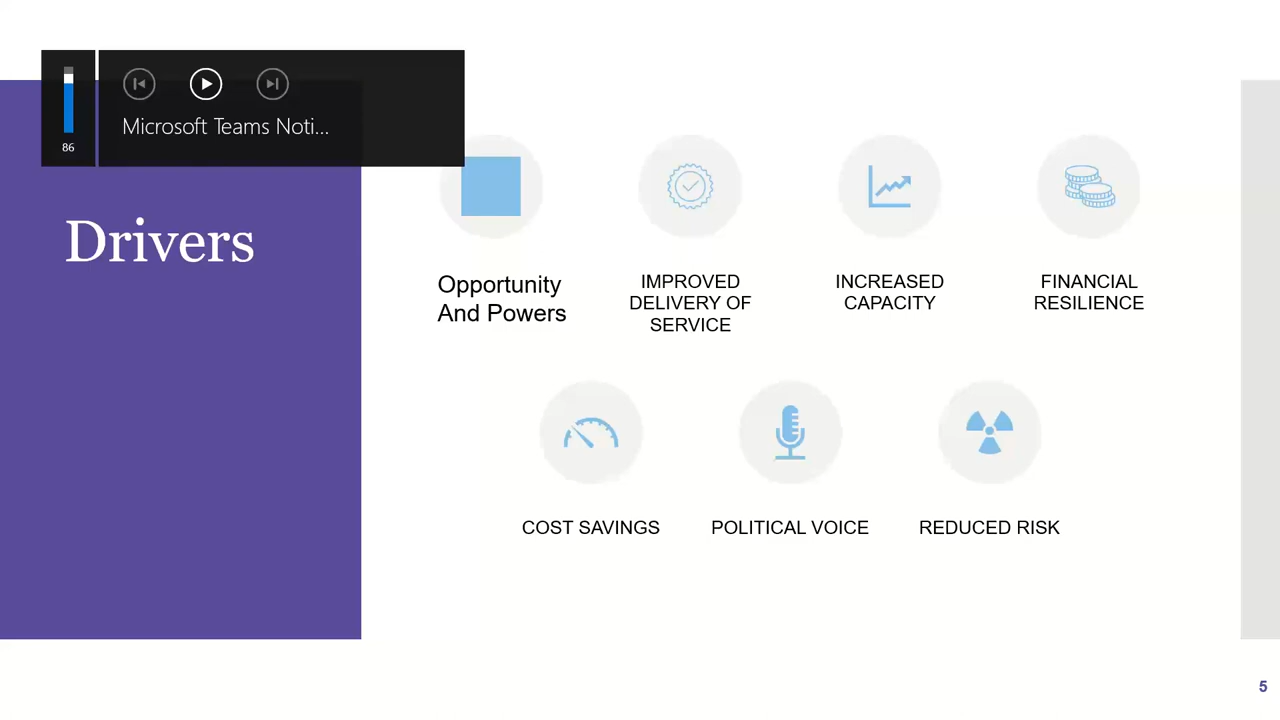 86
Microsoft Teams Noti...
Drivers
Opportunity
And Powers
IMPROVED
DELIVERY OF
SERVICE
INCREASED
CAPACITY
FINANCIAL
RESILIENCE
COST SAVINGS
POLITICAL VOICE
REDUCED RISK
5